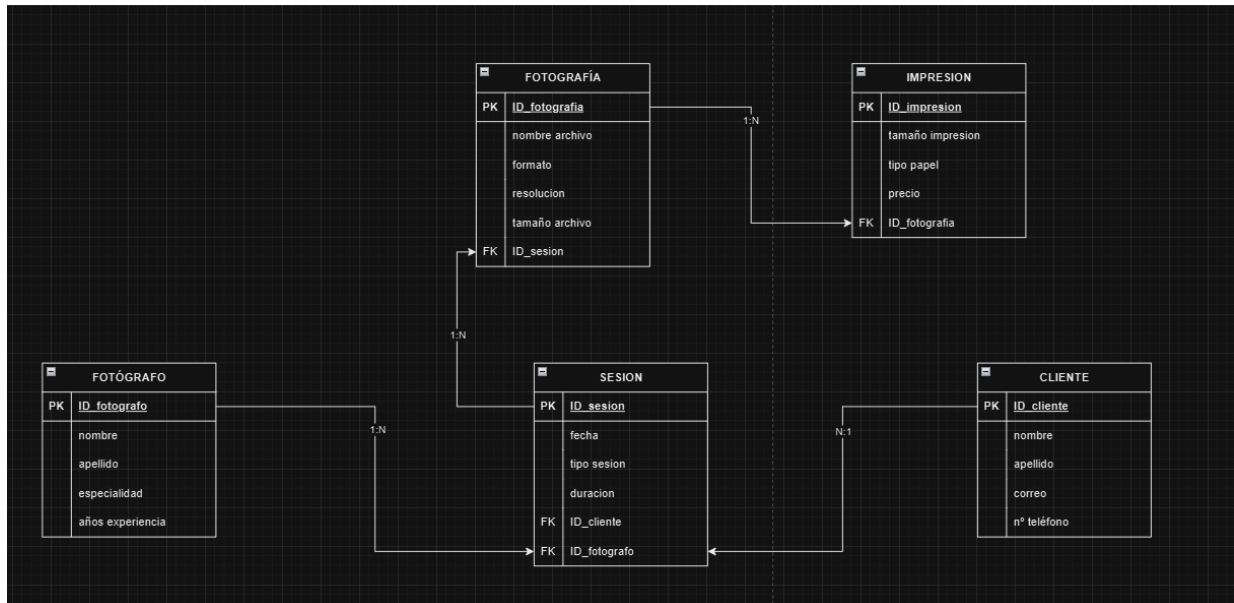 FOTOGRAFÍA
PK ID_fotografia
nombre archivo
formato
resolucion
tamaño archivo
FK ID_sesion
1:N
IMPRESION
PK ID_impresion
tamaño impresion
tipo papel
precio
FK ID_fotografia
1:N
FOTÓGRAFO
PK ID_fotografo
nombre
apellido
especialidad
años experiencia
1:N
SESION
PK ID_sesion
fecha
tipo sesion
duracion
FK ID_cliente
FK ID_fotografo
N:1
CLIENTE
PK ID_cliente
nombre
apellido
correo
nº teléfono